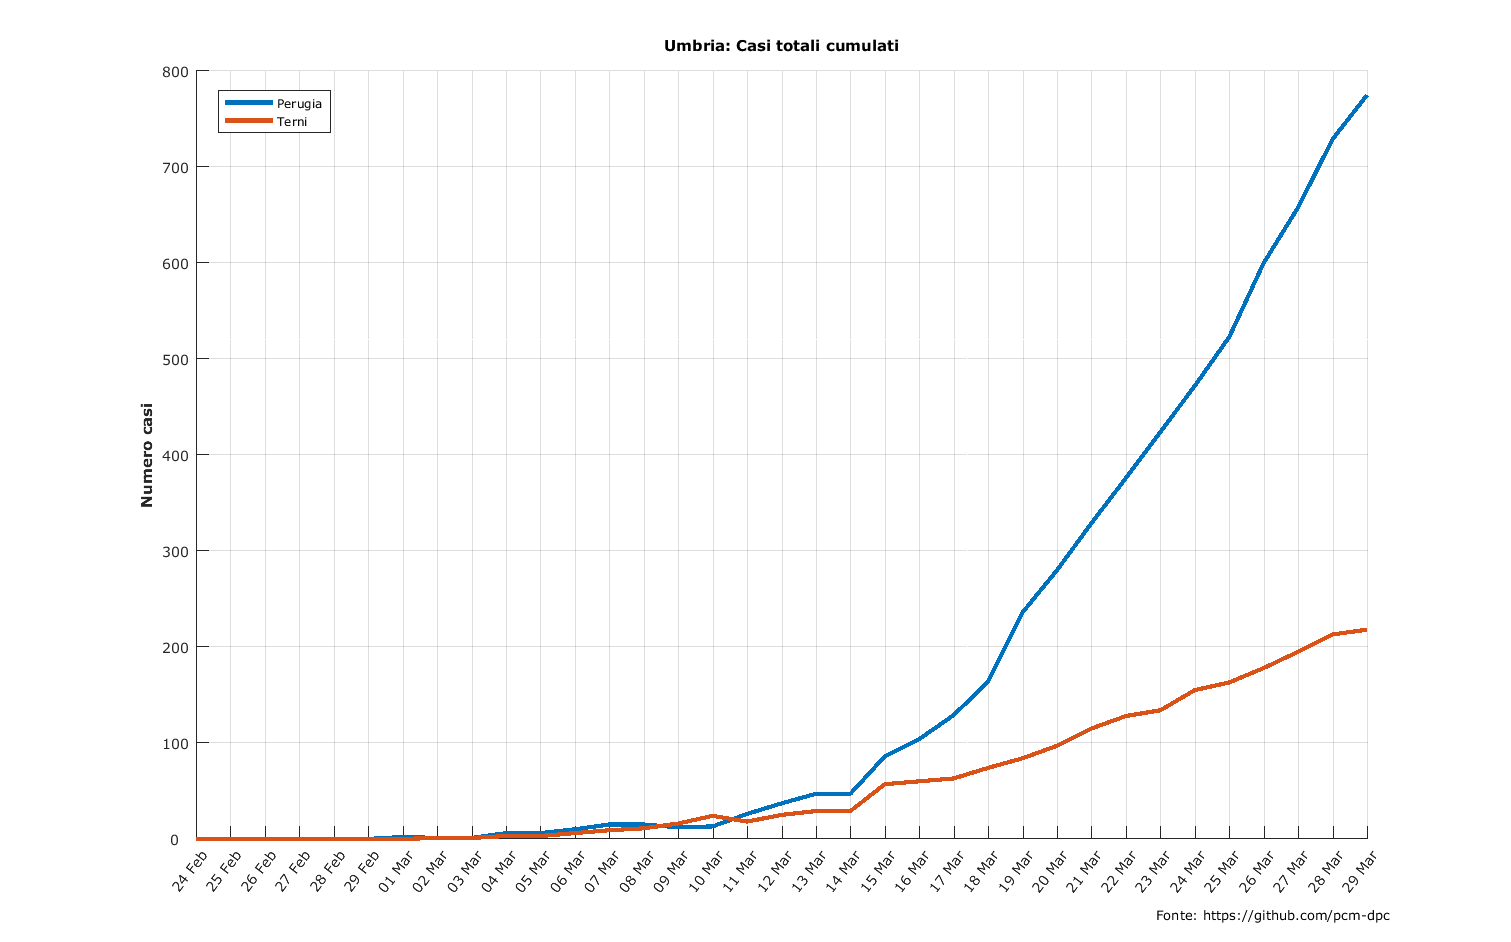 Umbria: Casi totali cumulati
Perugia
Terni
Numero casi
800
700
600
500
400
300
200
100
0
24 Feb
25 Feb
26 Feb
27 Feb
28 Feb
29 Feb
01 Mar
02 Mar
03 Mar
04 Mar
05 Mar
06 Mar
07 Mar
08 Mar
09 Mar
10 Mar
11 Mar
12 Mar
13 Mar
14 Mar
15 Mar
16 Mar
17 Mar
18 Mar
19 Mar
20 Mar
21 Mar
22 Mar
23 Mar
24 Mar
25 Mar
26 Mar
27 Mar
28 Mar
29 Mar
Fonte: https://github.com/pcm-dpc